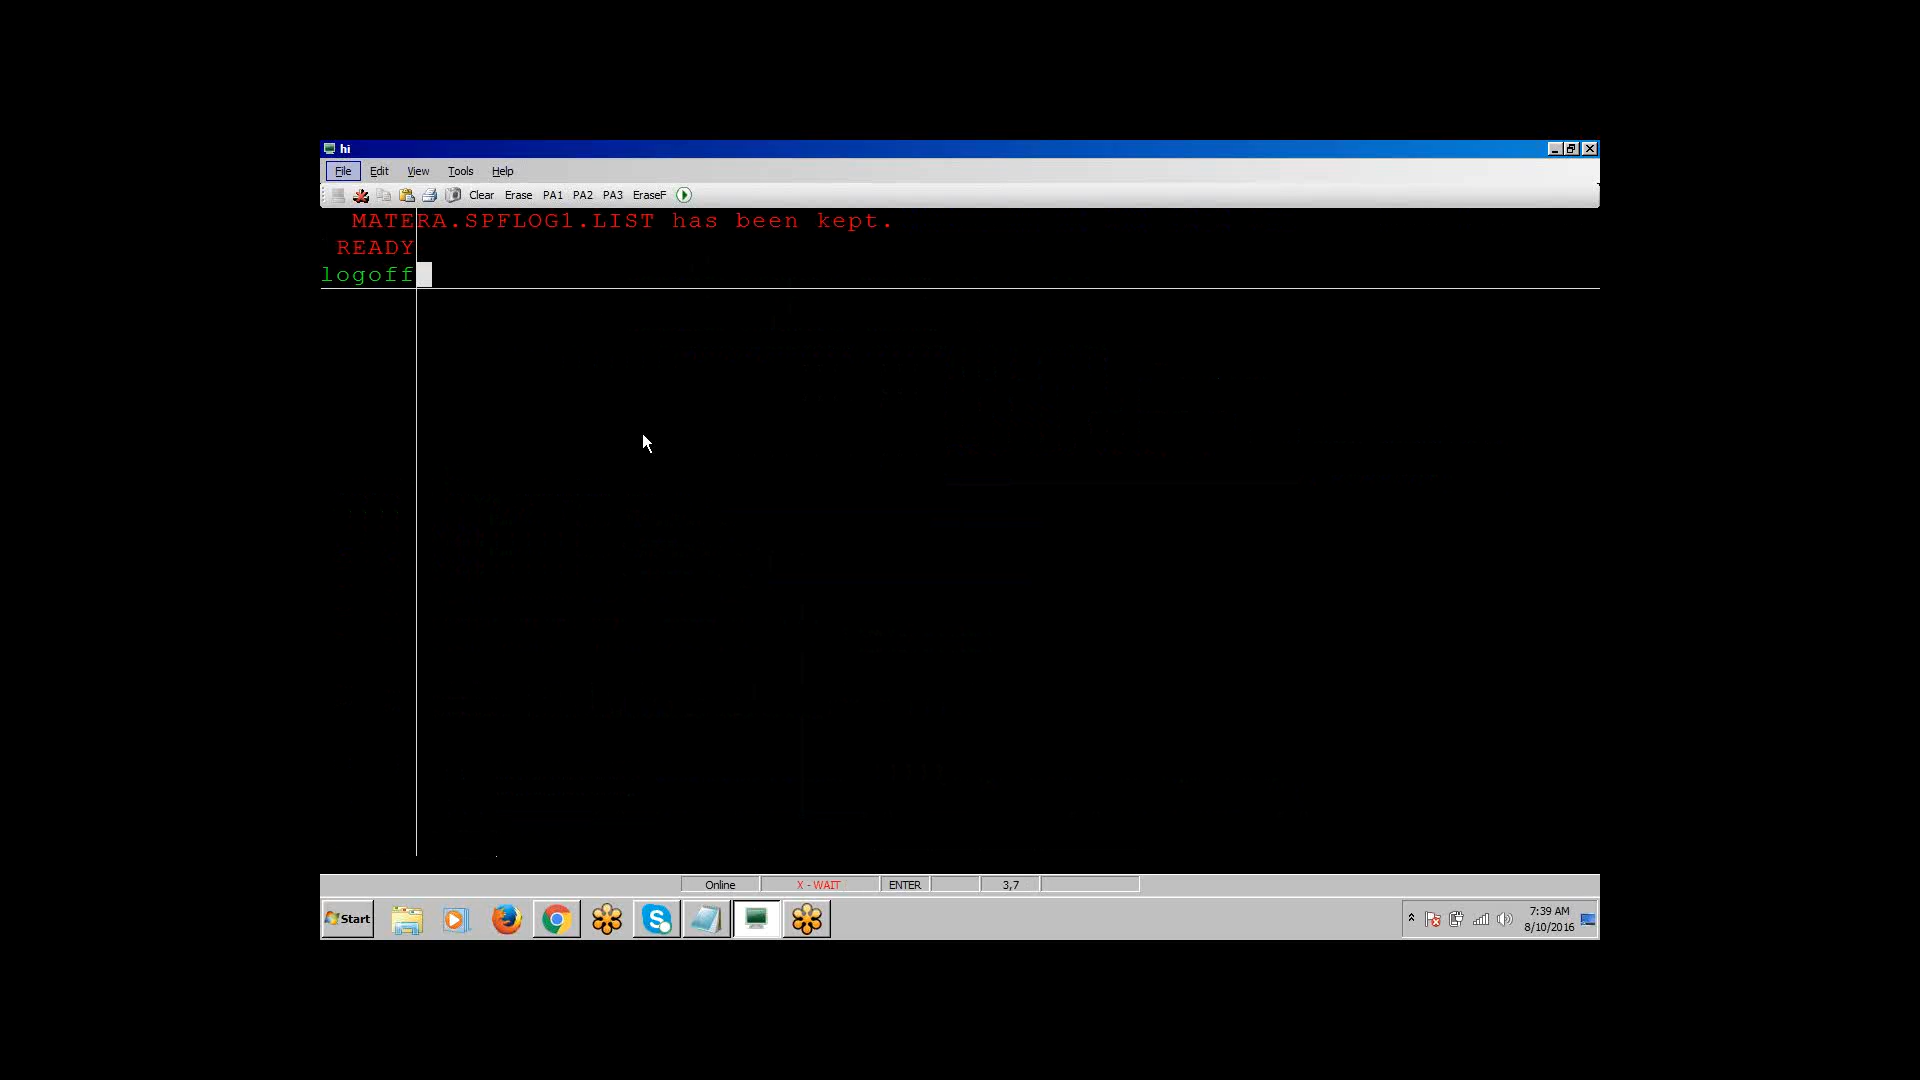 hi
File Edit View Tools Help
Clear Erase PA1 PA2 PA3 EraseF
MATERA.SPFLOG1.LIST has been kept.
READY
logoff
Online X - WAIT ENTER 3,7
Start
7:39 AM
8/10/2016